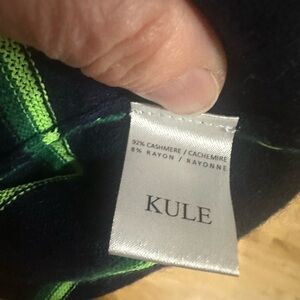 92% CASHMERE / CACHEMIRE
8% RAYON / RAYONNE
KULE